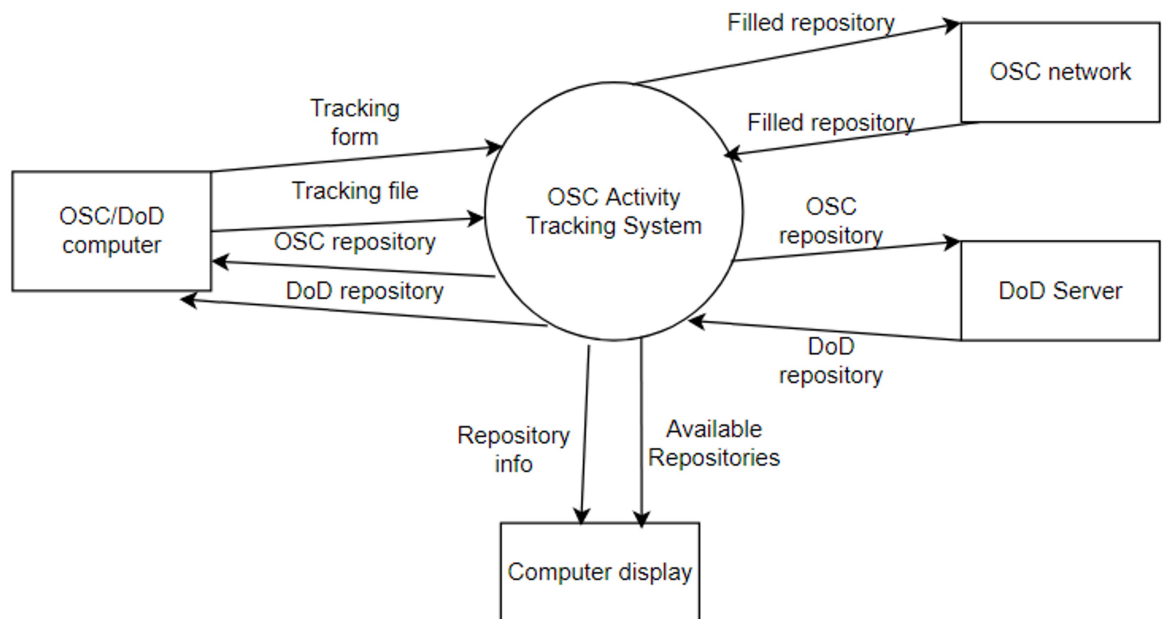 Filled repository
OSC network
Tracking
form
Filled repository
OSC/DoD
computer
Tracking file
OSC Activity
Tracking System
OSC
repository
OSC repository
DoD repository
DoD Server
DoD
repository
Repository
info
Available
Repositories
Computer display